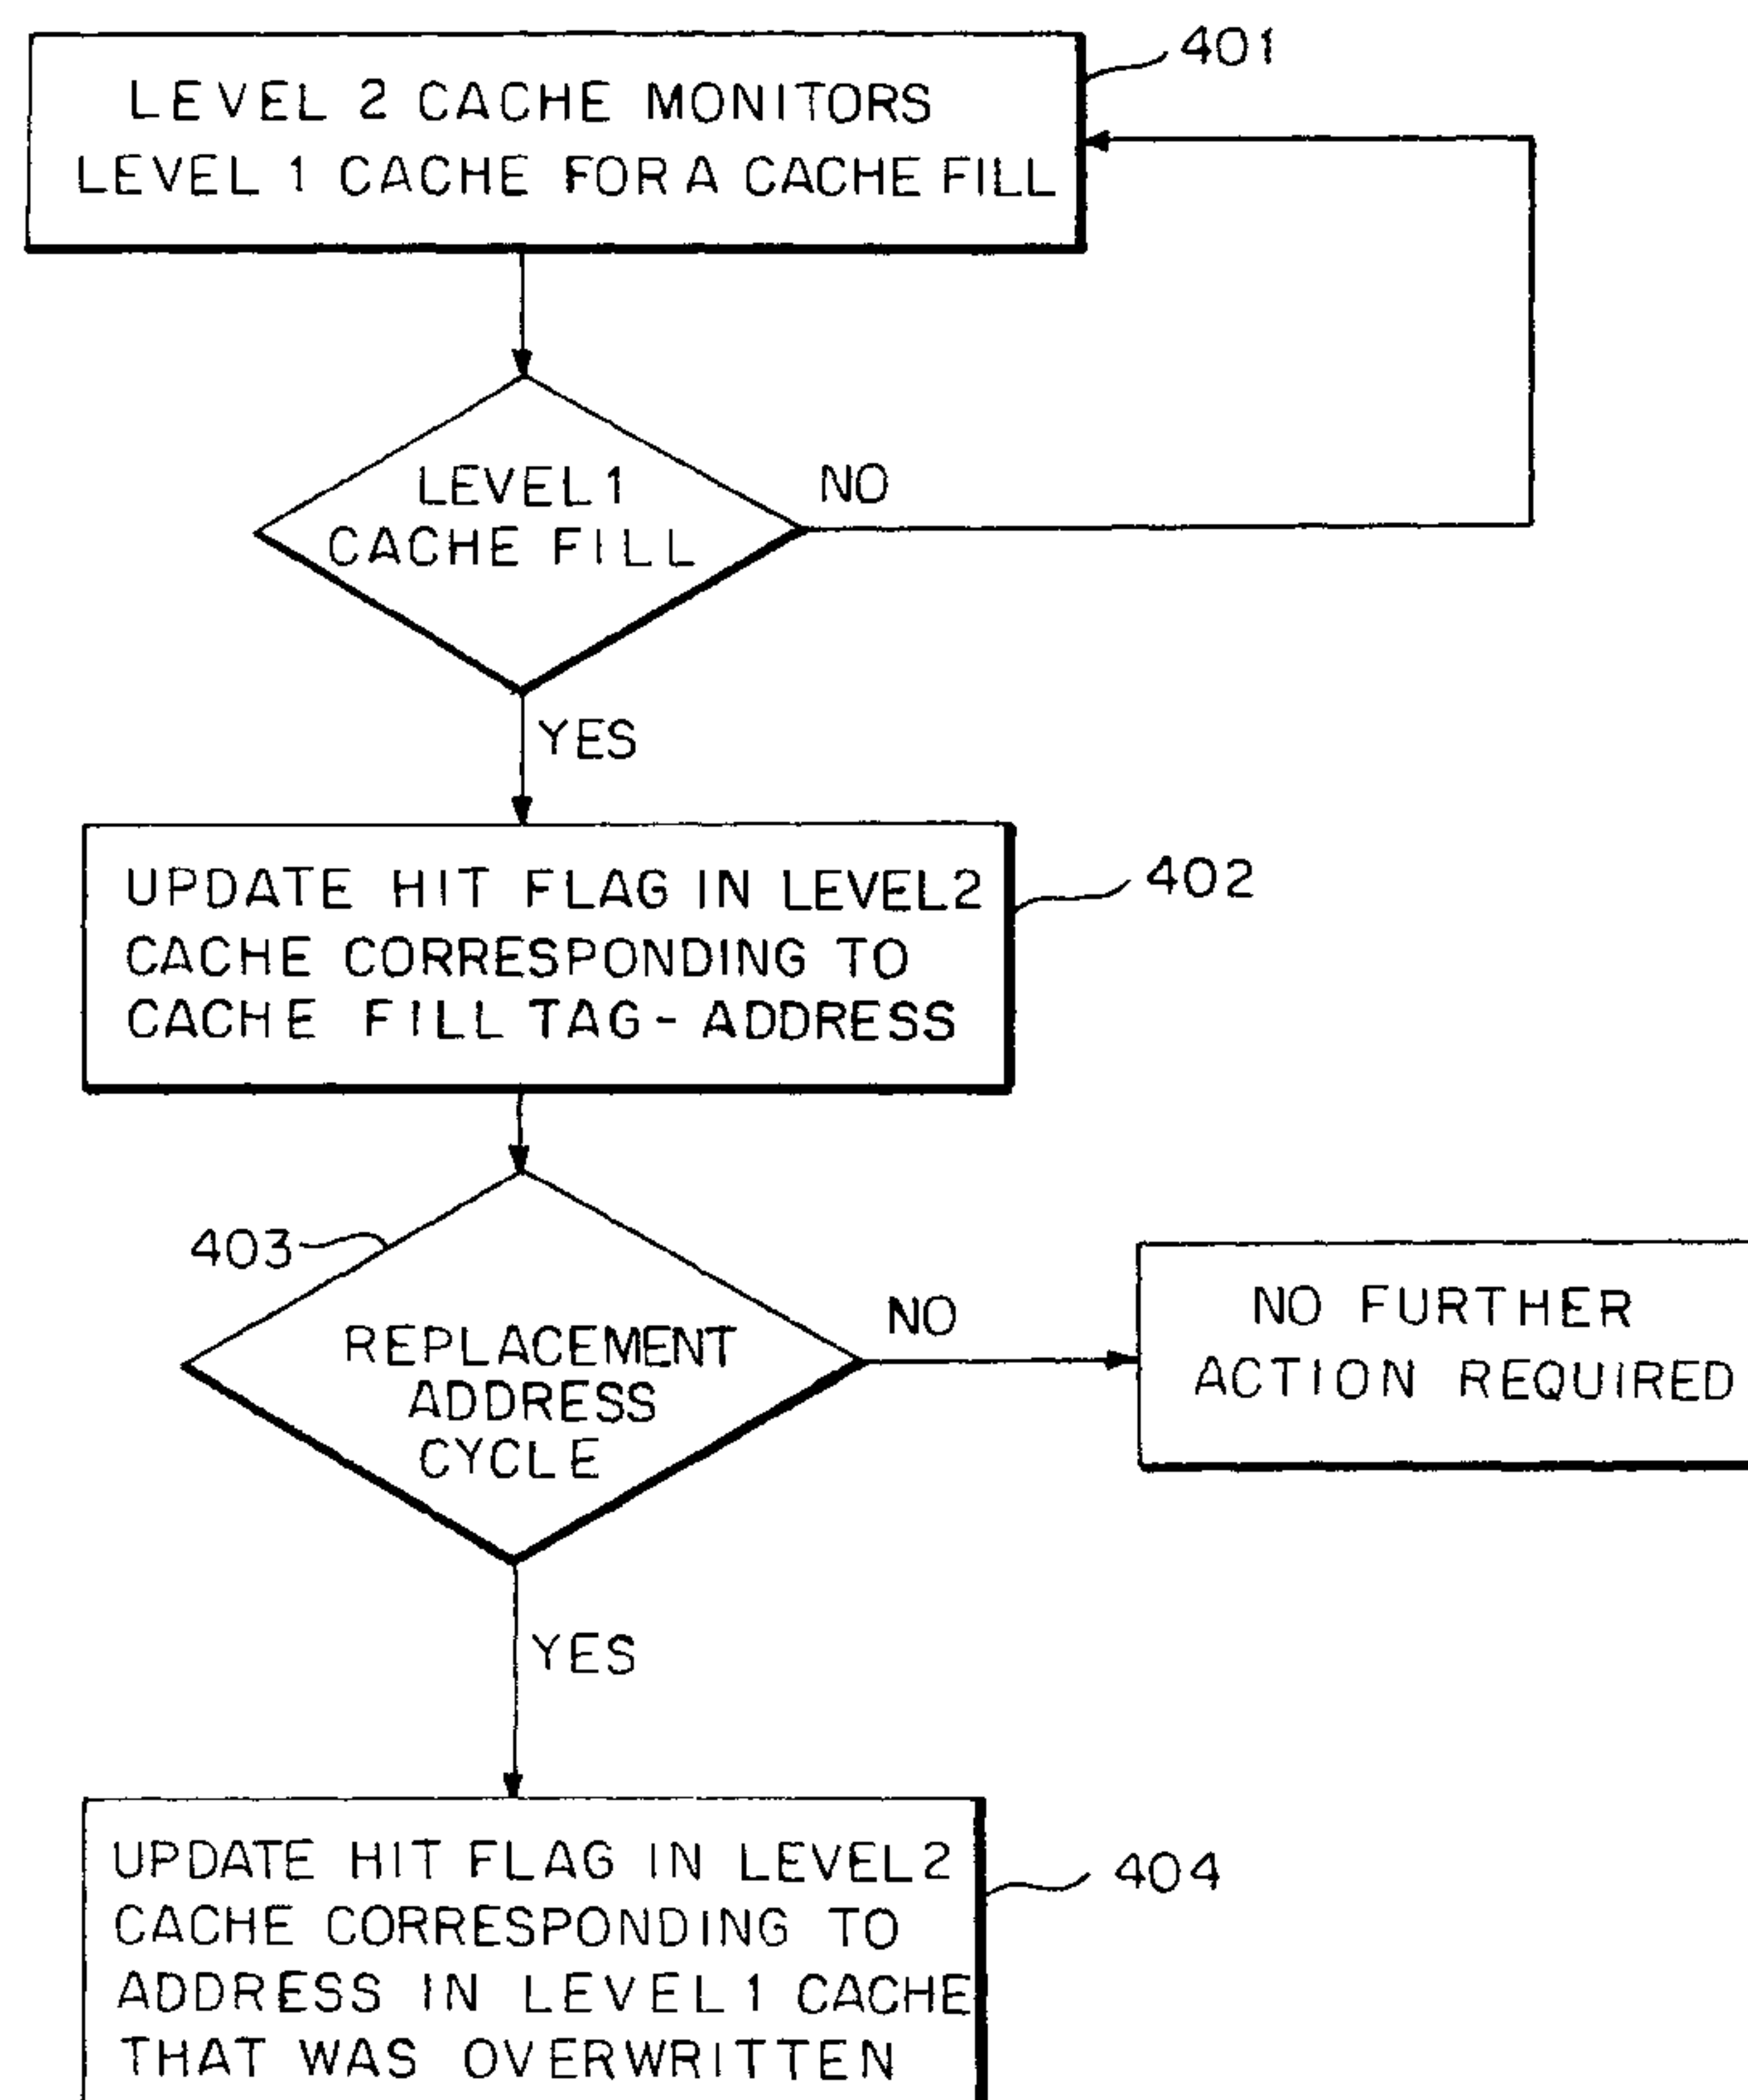 401
LEVEL 2 CACHE MONITORS
LEVEL 1 CACHE FOR A CACHE FILL
LEVEL 1
CACHE FILL
NO
YES
UPDATE HIT FLAG IN LEVEL2
CACHE CORRESPONDING TO
CACHE FILL TAG-ADDRESS
402
403
REPLACEMENT
ADDRESS
CYCLE
NO
NO FURTHER
ACTION REQUIRED
YES
UPDATE HIT FLAG IN LEVEL2
CACHE CORRESPONDING TO
ADDRESS IN LEVEL 1 CACHE
THAT WAS OVERWRITTEN
404